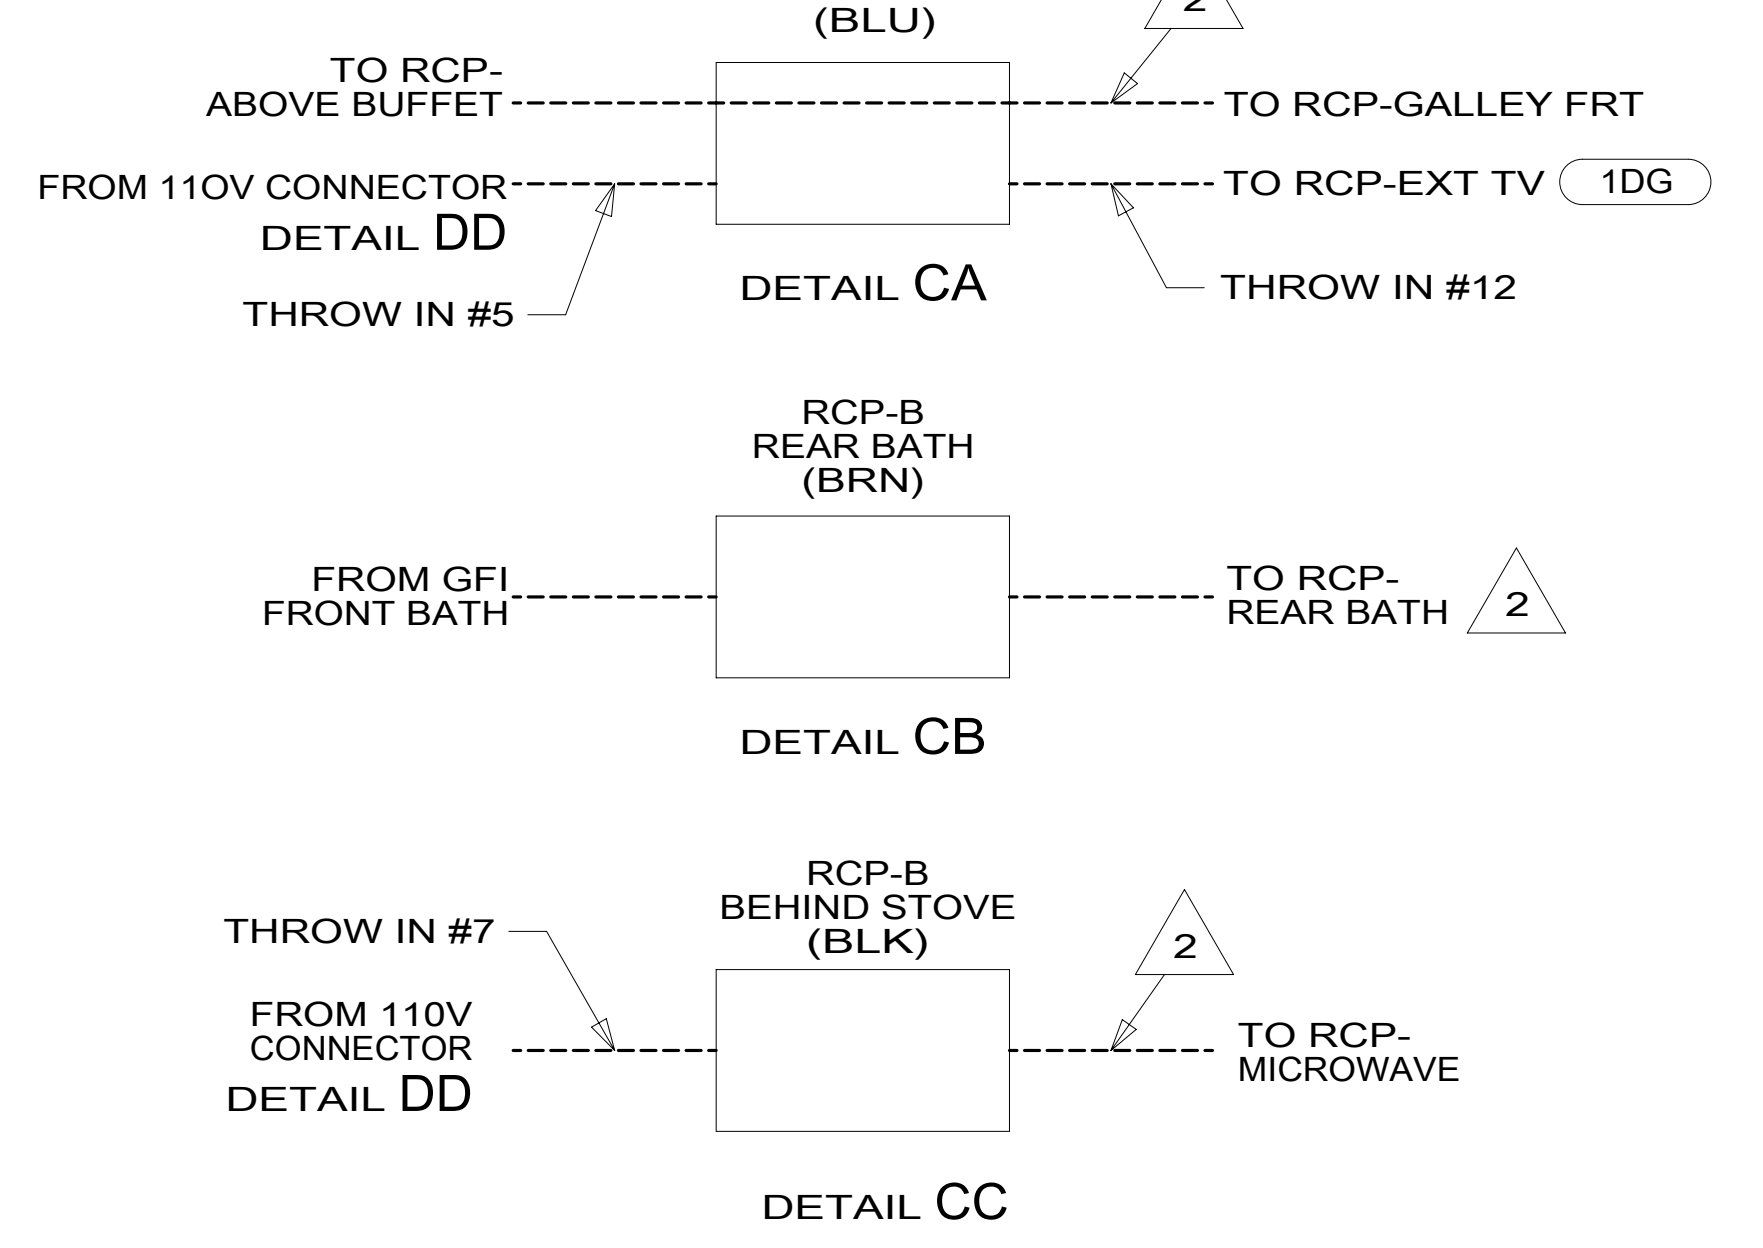 (BLU)
2
TO RCP-
ABOVE BUFFET
TO RCP-GALLEY FRT
FROM 11OV CONNECTOR
DETAIL DD
TO RCP-EXT TV
1DG
THROW IN #5
DETAIL CA
THROW IN #12
RCP-B
REAR BATH
(BRN)
FROM GFI
FRONT BATH
TO RCP-
REAR BATH
2
DETAIL CB
RCP-B
BEHIND STOVE
(BLK)
THROW IN #7
2
FROM 110V
CONNECTOR
DETAIL DD
TO RCP-
MICROWAVE
DETAIL CC